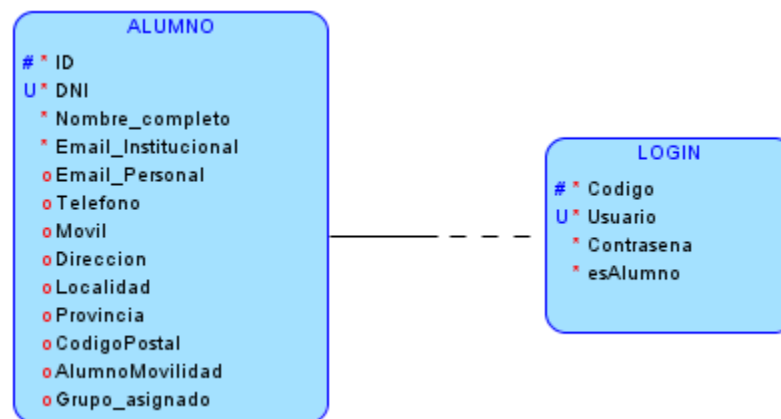 ALUMNO
# * ID
U * DNI
* Nombre_completo
* Email_Institucional
o Email_Personal
o Telefono
o Movil
o Direccion
o Localidad
o Provincia
o CodigoPostal
o AlumnoMovilidad
o Grupo_asignado
LOGIN
# * Codigo
U * Usuario
* Contrasena
* esAlumno